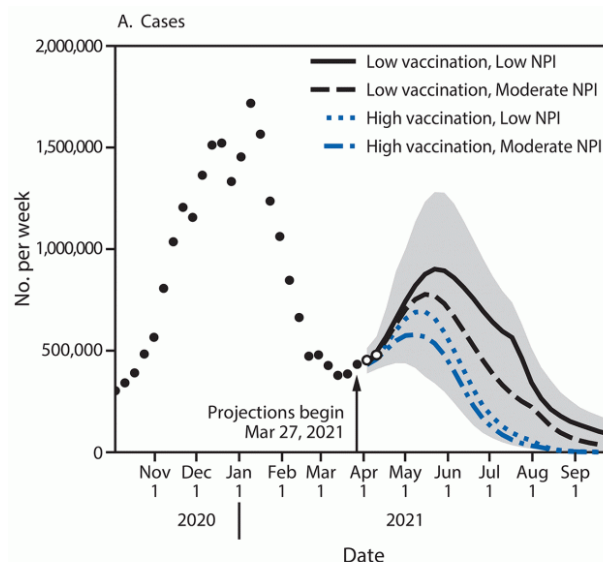 A. Cases
2,000,000
1,500,000
1,000,000
500,000
0
No. per week
Low vaccination, Low NPI
Low vaccination, Moderate NPI
High vaccination, Low NPI
High vaccination, Moderate NPI
Projections begin
Mar 27, 2021
Nov Dec Jan Feb Mar Apr May Jun Jul Aug Sep
1 1 1 1 1 1 1 1 1 1 1
2020 2021
Date